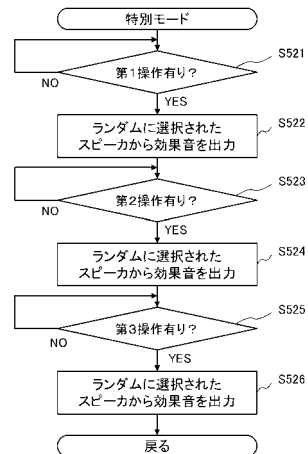 特別モード
S521
第1操作有り?
NO
YES
S522
ランダムに選択された
スピーカから効果音を出力
S523
第2操作有り?
NO
YES
S524
ランダムに選択された
スピーカから効果音を出力
S525
第3操作有り?
NO
YES
S526
ランダムに選択された
スピーカから効果音を出力
戻る